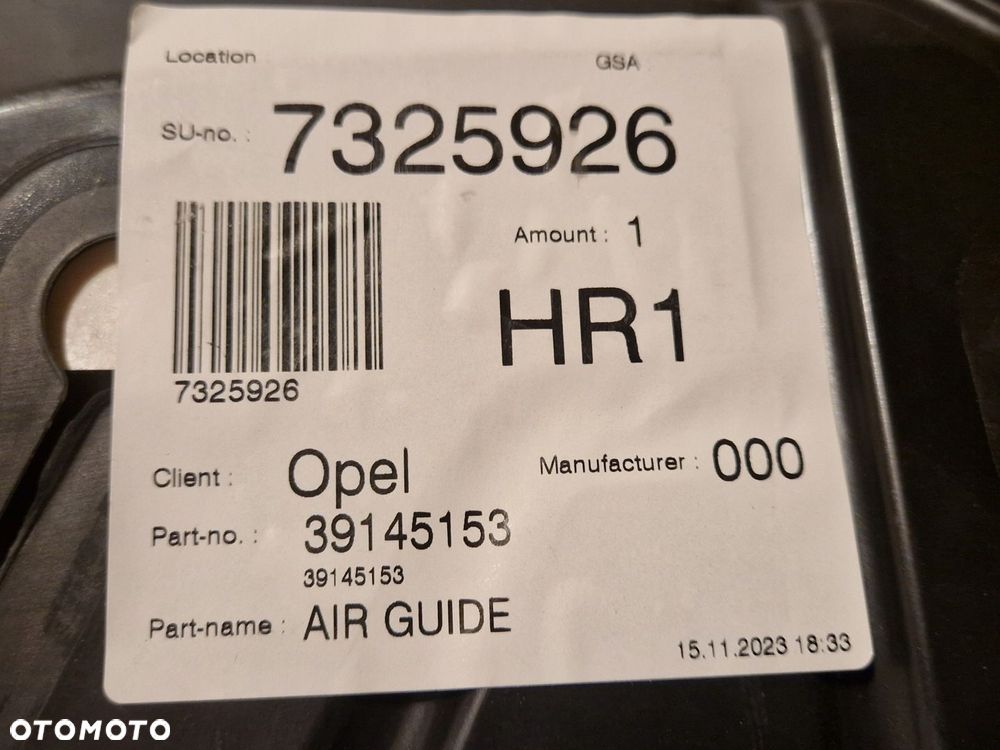 Location GSA
SU-no. : 7325926
Amount : 1
HR1
7325926
Client : Opel Manufacturer : 000
Part-no. : 39145153
39145153
Part-name : AIR GUIDE
15.11.2023 18:33
OTOMOTO